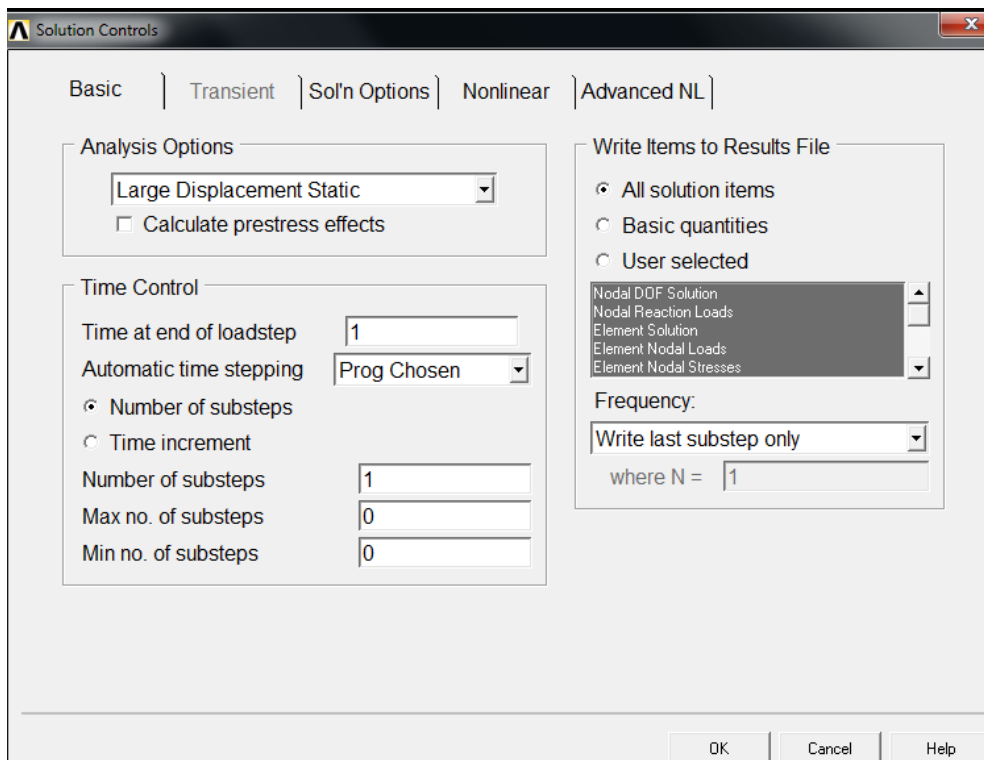 Solution Controls
Basic
Transient
Sol'n Options
Nonlinear
Advanced NL
Analysis Options
Large Displacement Static
Calculate prestress effects
Time Control
Time at end of loadstep 1
Automatic time stepping Prog Chosen
Number of substeps
Time increment
Number of substeps 1
Max no. of substeps 0
Min no. of substeps 0
Write Items to Results File
All solution items
Basic quantities
User selected
Nodal DOF Solution
Nodal Reaction Loads
Element Solution
Element Nodal Loads
Element Nodal Stresses
Frequency:
Write last substep only
where N = 1
OK
Cancel
Help